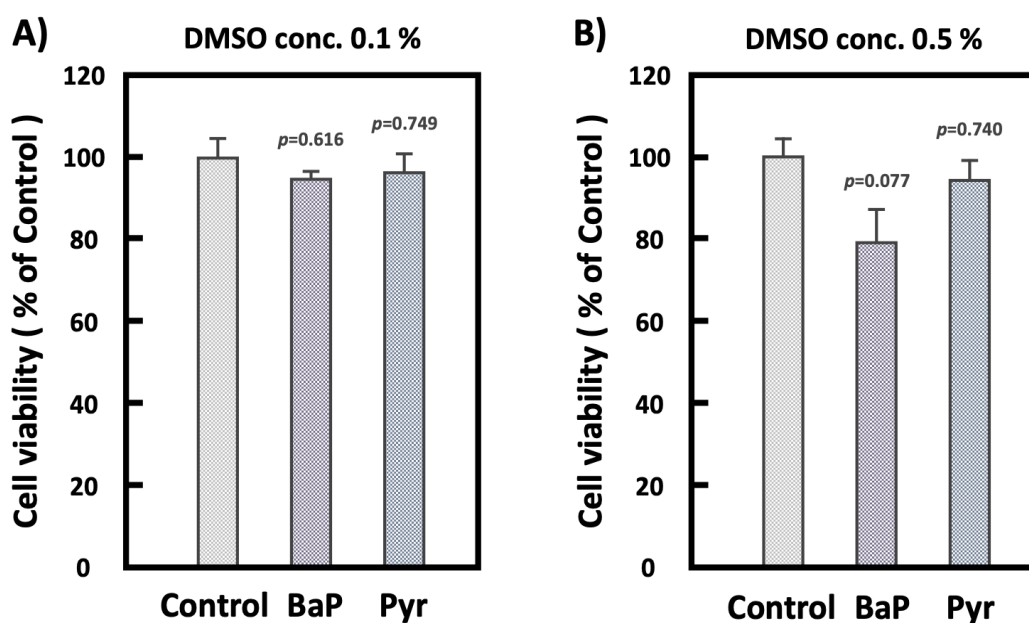 A)
DMSO conc. 0.1 %
Cell viability ( % of Control )
120
100
80
60
40
20
0
p=0.616
p=0.749
Control BaP Pyr
B)
DMSO conc. 0.5 %
Cell viability ( % of Control )
120
100
80
60
40
20
0
p=0.077
p=0.740
Control BaP Pyr